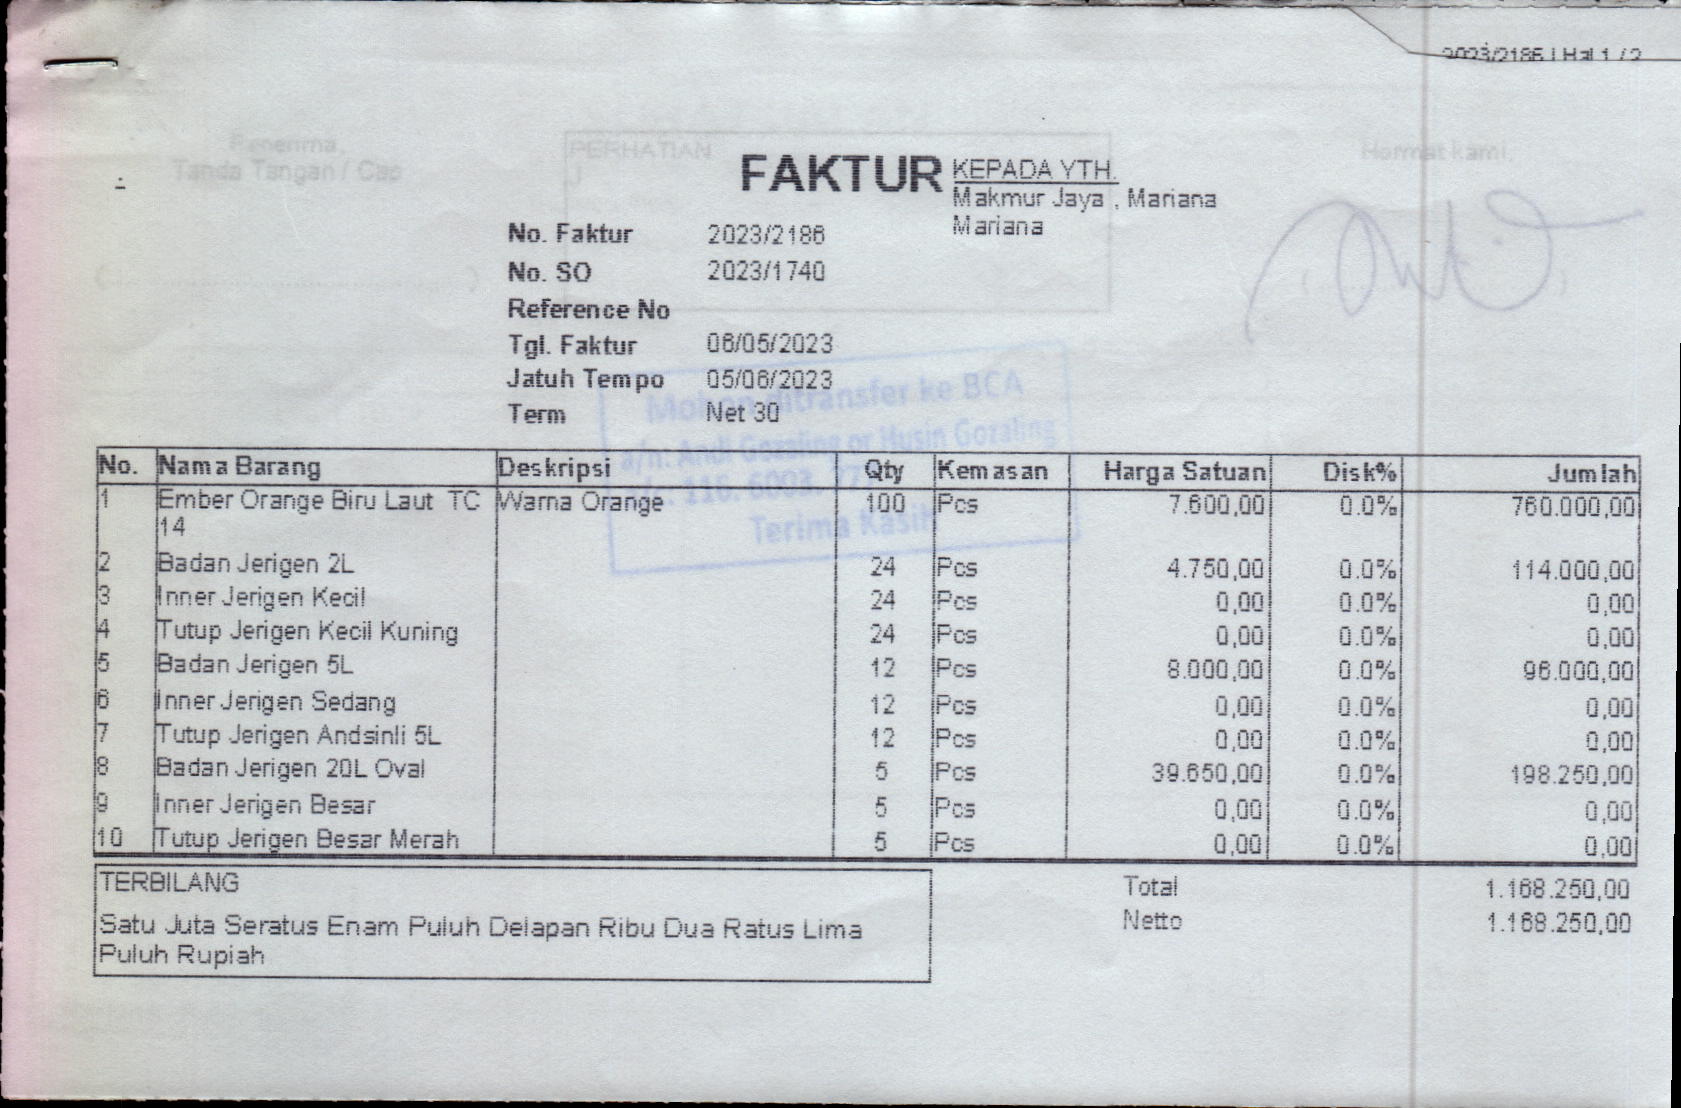 2023/2186 | Hal 1 / 2
Penerima,
Tanda Tangan / Cap
PERHATIAN
Hormat kami,
FAKTUR
KEPADA YTH.
Makmur Jaya , Mariana
Mariana
No. Faktur 2023/2186
No. SO 2023/1740
Reference No
Tgl. Faktur 06/05/2023
Jatuh Tempo 05/06/2023
Term Net 30
Mohon ditransfer ke BCA
a/n: Andi Gozaling or Husin Gozaling
a/c: 116. 6003. 77
Terima Kasih
No. Nama Barang Deskripsi Qty Kemasan Harga Satuan Disk% Jumlah
1 Ember Orange Biru Laut TC Warna Orange 100 Pcs 7.600,00 0.0% 760.000,00
14
2 Badan Jerigen 2L 24 Pcs 4.750,00 0.0% 114.000,00
3 Inner Jerigen Kecil 24 Pcs 0,00 0.0% 0,00
4 Tutup Jerigen Kecil Kuning 24 Pcs 0,00 0.0% 0,00
5 Badan Jerigen 5L 12 Pcs 8.000,00 0.0% 96.000,00
6 Inner Jerigen Sedang 12 Pcs 0,00 0.0% 0,00
7 Tutup Jerigen Andsinli 5L 12 Pcs 0,00 0.0% 0,00
8 Badan Jerigen 20L Oval 5 Pcs 39.650,00 0.0% 198.250,00
9 Inner Jerigen Besar 5 Pcs 0,00 0.0% 0,00
10 Tutup Jerigen Besar Merah 5 Pcs 0,00 0.0% 0,00
TERBILANG
Satu Juta Seratus Enam Puluh Delapan Ribu Dua Ratus Lima
Puluh Rupiah
Total 1.168.250,00
Netto 1.168.250,00